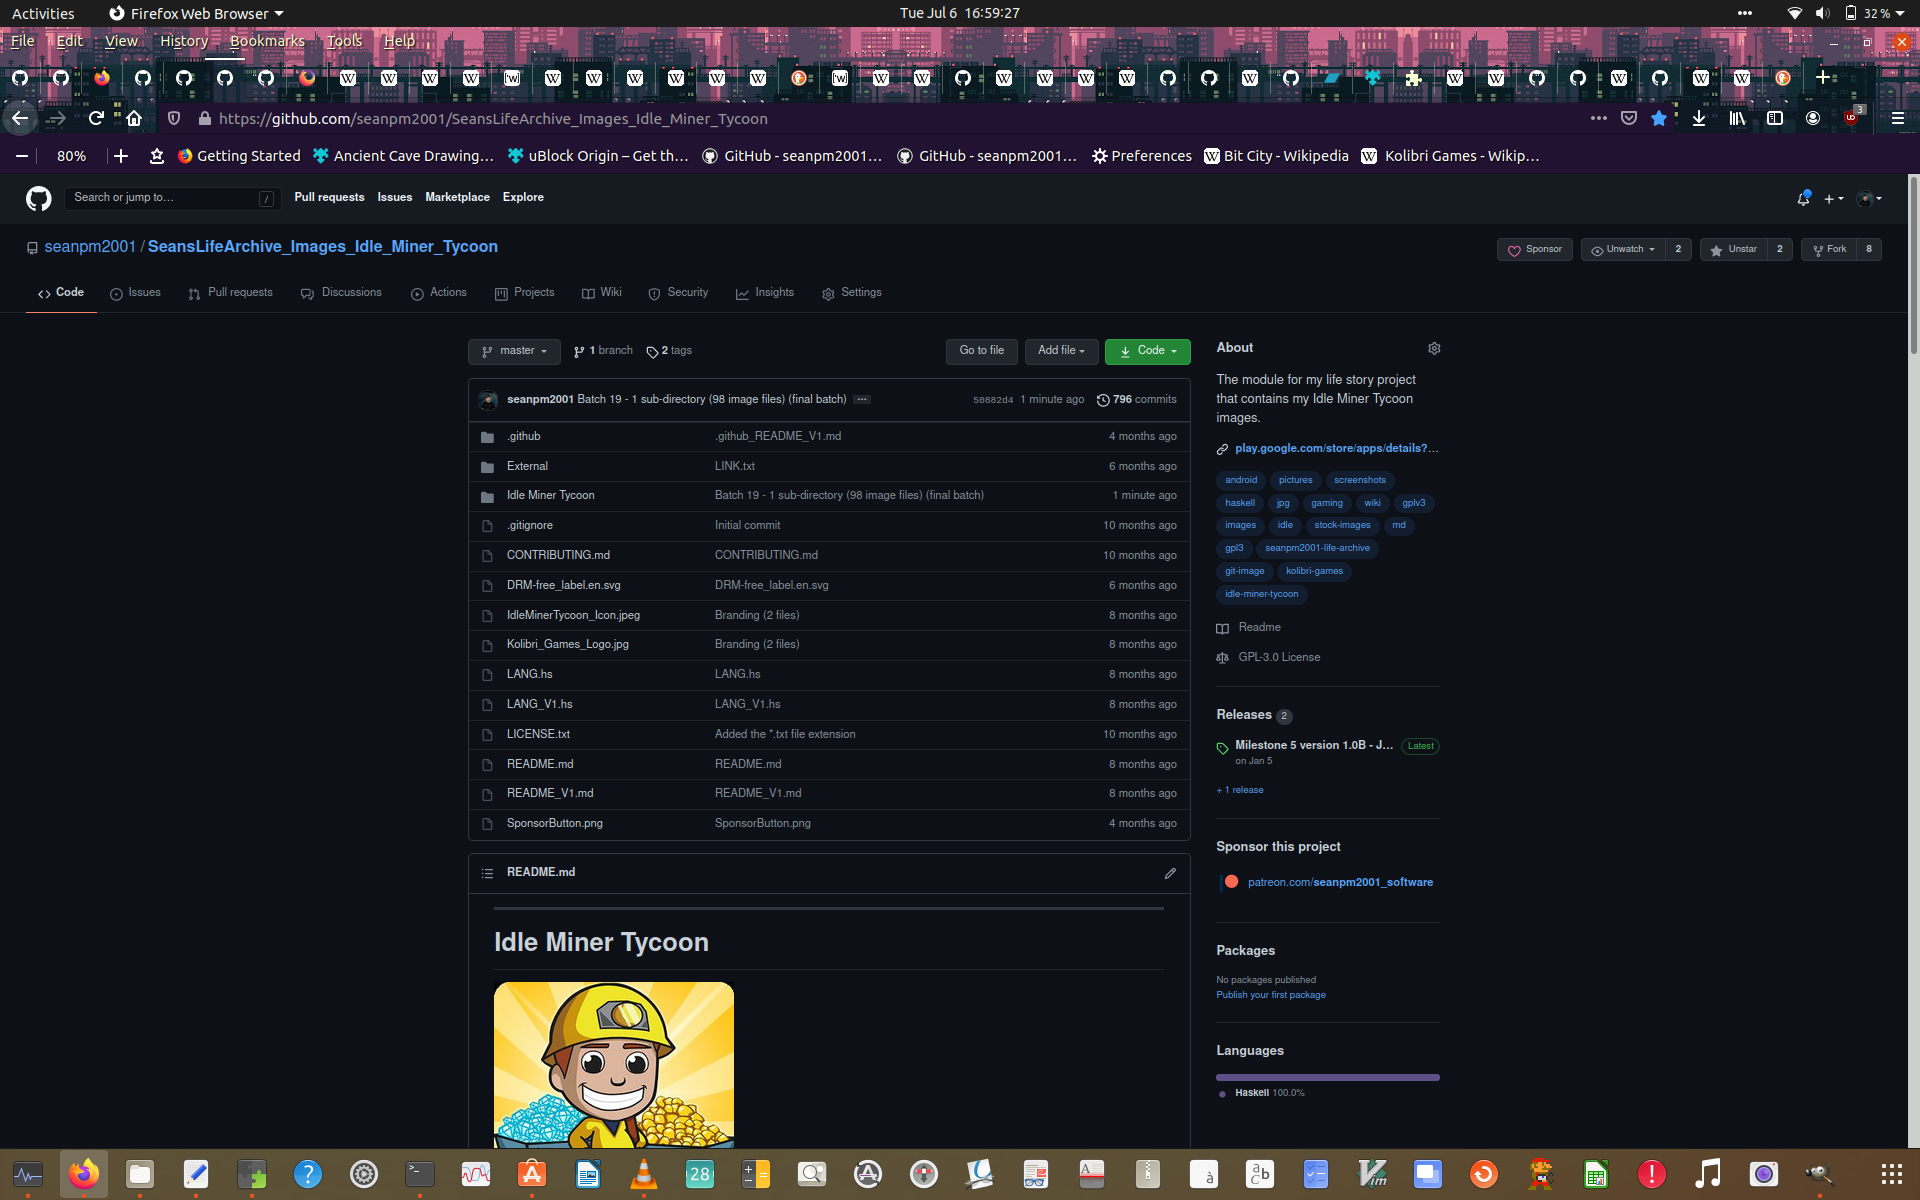 Activities Firefox Web Browser Tue Jul 6 16:59:27 32 %
File Edit View History Bookmarks Tools Help
https://github.com/seanpm2001/SeansLifeArchive_Images_Idle_Miner_Tycoon 3
80% Getting Started Ancient Cave Drawing… uBlock Origin – Get th… GitHub - seanpm2001… GitHub - seanpm2001… Preferences Bit City - Wikipedia Kolibri Games - Wikip…
Search or jump to… / Pull requests Issues Marketplace Explore
seanpm2001 / SeansLifeArchive_Images_Idle_Miner_Tycoon Sponsor Unwatch 2 Unstar 2 Fork 8
Code Issues Pull requests Discussions Actions Projects Wiki Security Insights Settings
master 1 branch 2 tags Go to file Add file Code
seanpm2001 Batch 19 - 1 sub-directory (98 image files) (final batch) … 50882d4 1 minute ago 796 commits
.github .github_README_V1.md 4 months ago
External LINK.txt 6 months ago
Idle Miner Tycoon Batch 19 - 1 sub-directory (98 image files) (final batch) 1 minute ago
.gitignore Initial commit 10 months ago
CONTRIBUTING.md CONTRIBUTING.md 10 months ago
DRM-free_label.en.svg DRM-free_label.en.svg 6 months ago
IdleMinerTycoon_Icon.jpeg Branding (2 files) 8 months ago
Kolibri_Games_Logo.jpg Branding (2 files) 8 months ago
LANG.hs LANG.hs 8 months ago
LANG_V1.hs LANG_V1.hs 8 months ago
LICENSE.txt Added the *.txt file extension 10 months ago
README.md README.md 8 months ago
README_V1.md README_V1.md 8 months ago
SponsorButton.png SponsorButton.png 4 months ago
README.md
Idle Miner Tycoon
About
The module for my life story project
that contains my Idle Miner Tycoon
images.
play.google.com/store/apps/details?…
android pictures screenshots
haskell jpg gaming wiki gplv3
images idle stock-images md
gpl3 seanpm2001-life-archive
git-image kolibri-games
idle-miner-tycoon
Readme
GPL-3.0 License
Releases 2
Milestone 5 version 1.0B - J… Latest
on Jan 5
+ 1 release
Sponsor this project
patreon.com/seanpm2001_software
Packages
No packages published
Publish your first package
Languages
Haskell 100.0%
28